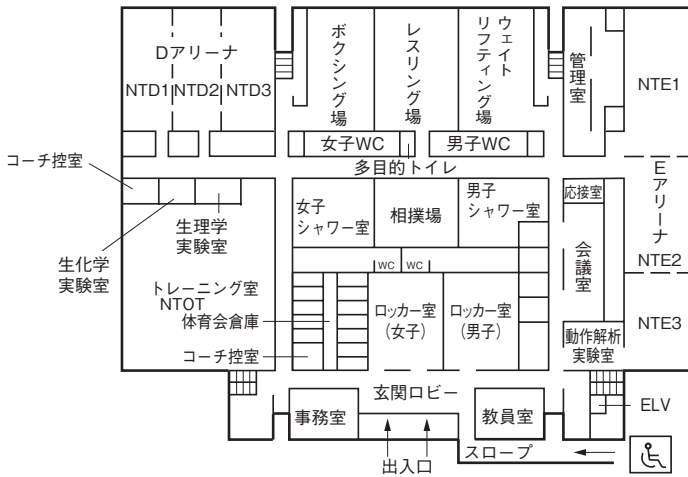 Dアリーナ
NTD1
NTD2
NTD3
ボクシング場
レスリング場
ウェイト
リフティング場
管理室
NTE1
女子WC
男子WC
多目的トイレ
コーチ控室
生理学
実験室
生化学
実験室
女子
シャワー室
相撲場
男子
シャワー室
応接室
Eアリーナ
NTE2
会議室
WC
WC
トレーニング室
NTOT
体育会倉庫
ロッカー室
（女子）
ロッカー室
（男子）
NTE3
動作解析
実験室
コーチ控室
玄関ロビー
事務室
教員室
ELV
出入口
スロープ